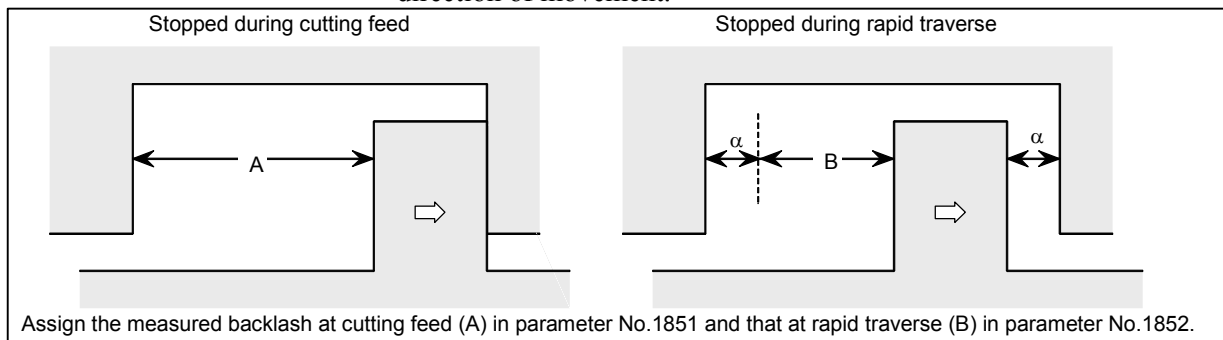 direction of movement.
Stopped during cutting feed
Stopped during rapid traverse
A
α
B
α
Assign the measured backlash at cutting feed (A) in parameter No.1851 and that at rapid traverse (B) in parameter No.1852.